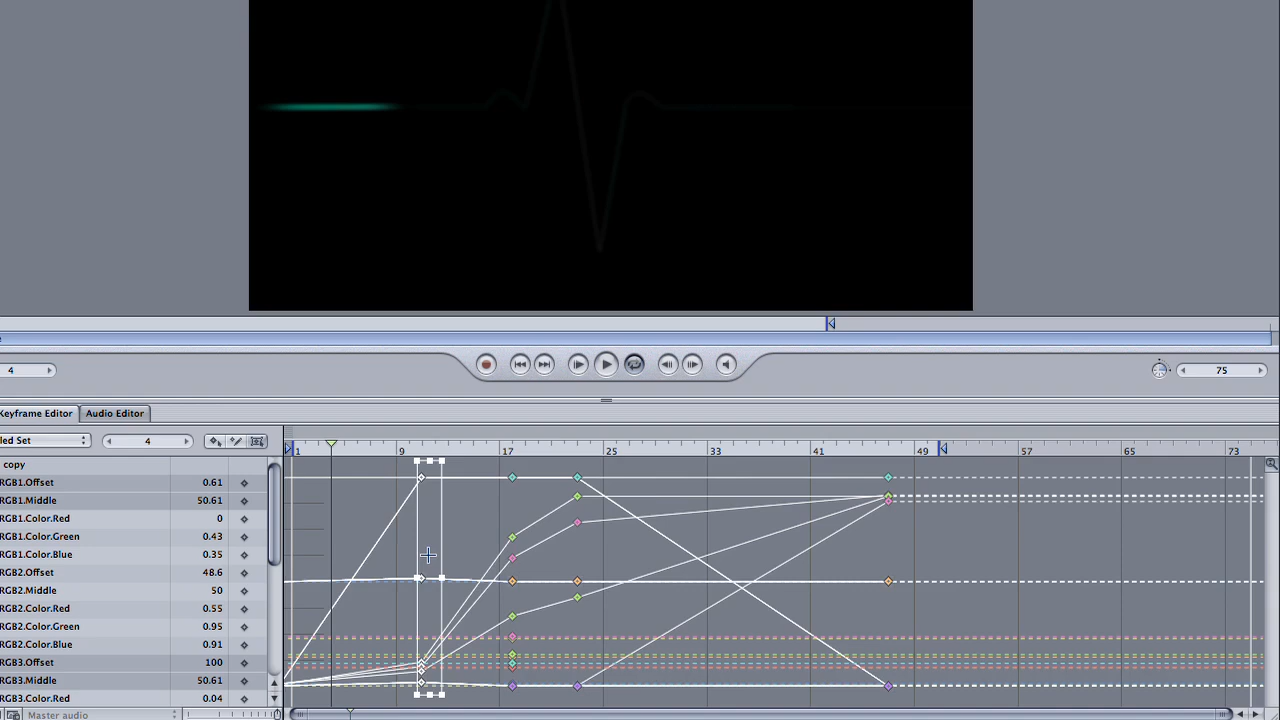 4
75
Keyframe Editor
Audio Editor
led Set
4
1 9 17 25 33 41 49 57 65 73
copy
RGB1.Offset 0.61
RGB1.Middle 50.61
RGB1.Color.Red 0
RGB1.Color.Green 0.43
RGB1.Color.Blue 0.35
RGB2.Offset 48.6
RGB2.Middle 50
RGB2.Color.Red 0.55
RGB2.Color.Green 0.95
RGB2.Color.Blue 0.91
RGB3.Offset 100
RGB3.Middle 50.61
RGB3.Color.Red 0.04
Master audio